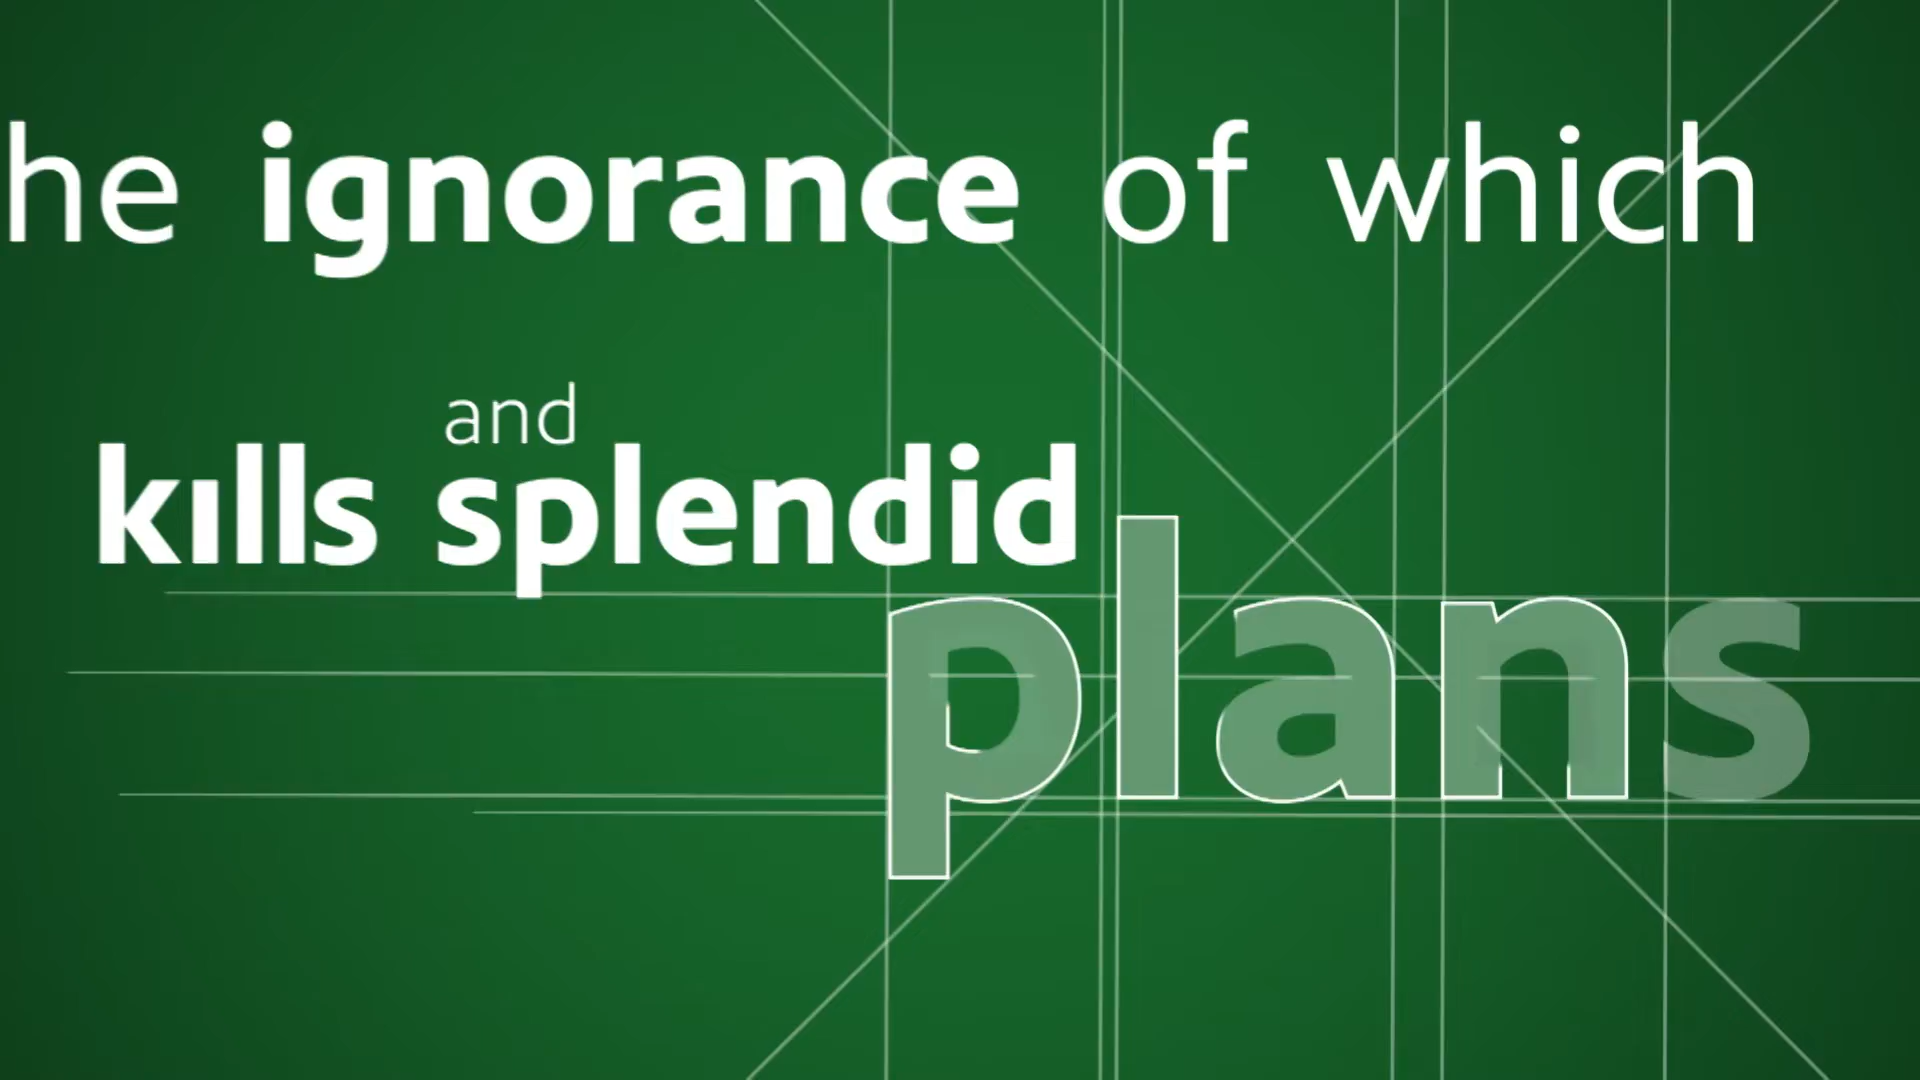 he ignorance of which
and
kılls splendid
plans